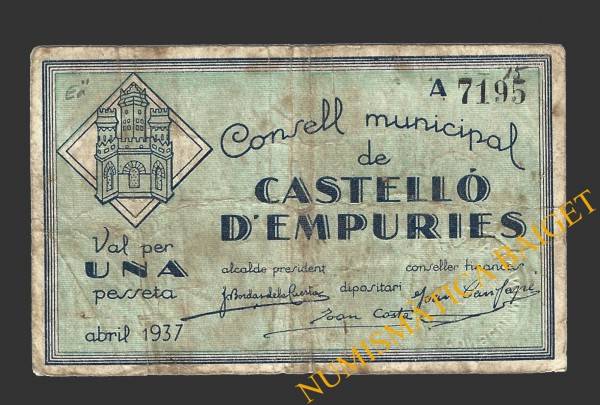 A 7195
15
Consell municipal
de
CASTELLÓ
D'EMPURIES
Val per
UNA
pesseta
abril 1937
alcalde president
conseller finances
dipositari
Joan Costa
NUMISMÀTICA BAIGET